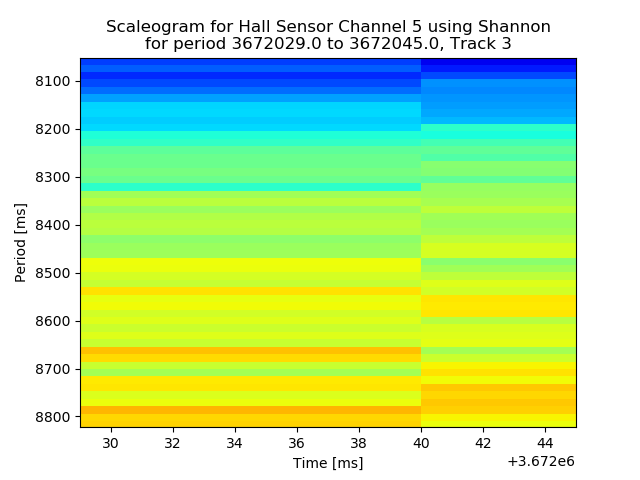 Scaleogram for Hall Sensor Channel 5 using Shannon
for period 3672029.0 to 3672045.0, Track 3
8100
8200
8300
8400
8500
8600
8700
8800
Period [ms]
30 32 34 36 38 40 42 44
Time [ms]
+3.672e6